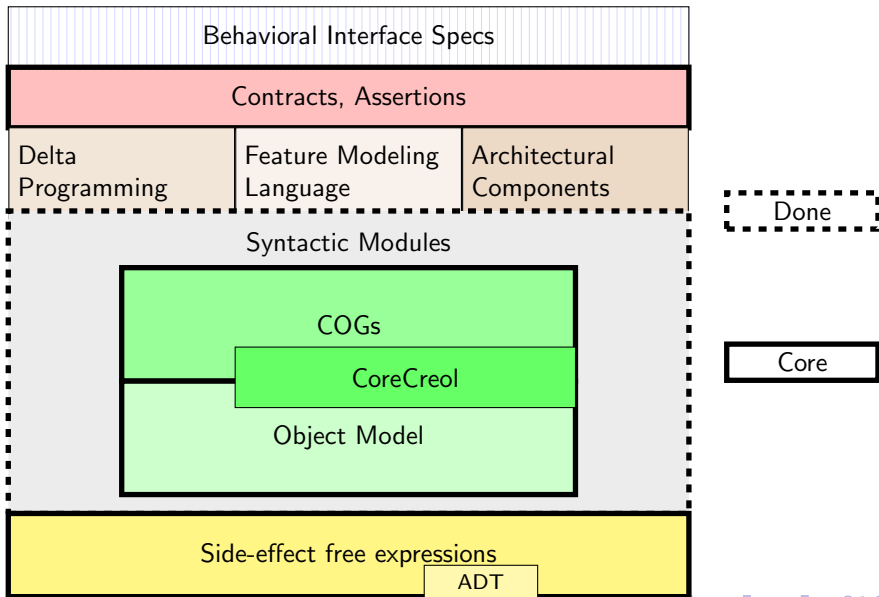 Behavioral Interface Specs
Contracts, Assertions
Delta
Programming
Feature Modeling
Language
Architectural
Components
Syntactic Modules
COGs
CoreCreol
Object Model
Side-effect free expressions
ADT
Done
Core